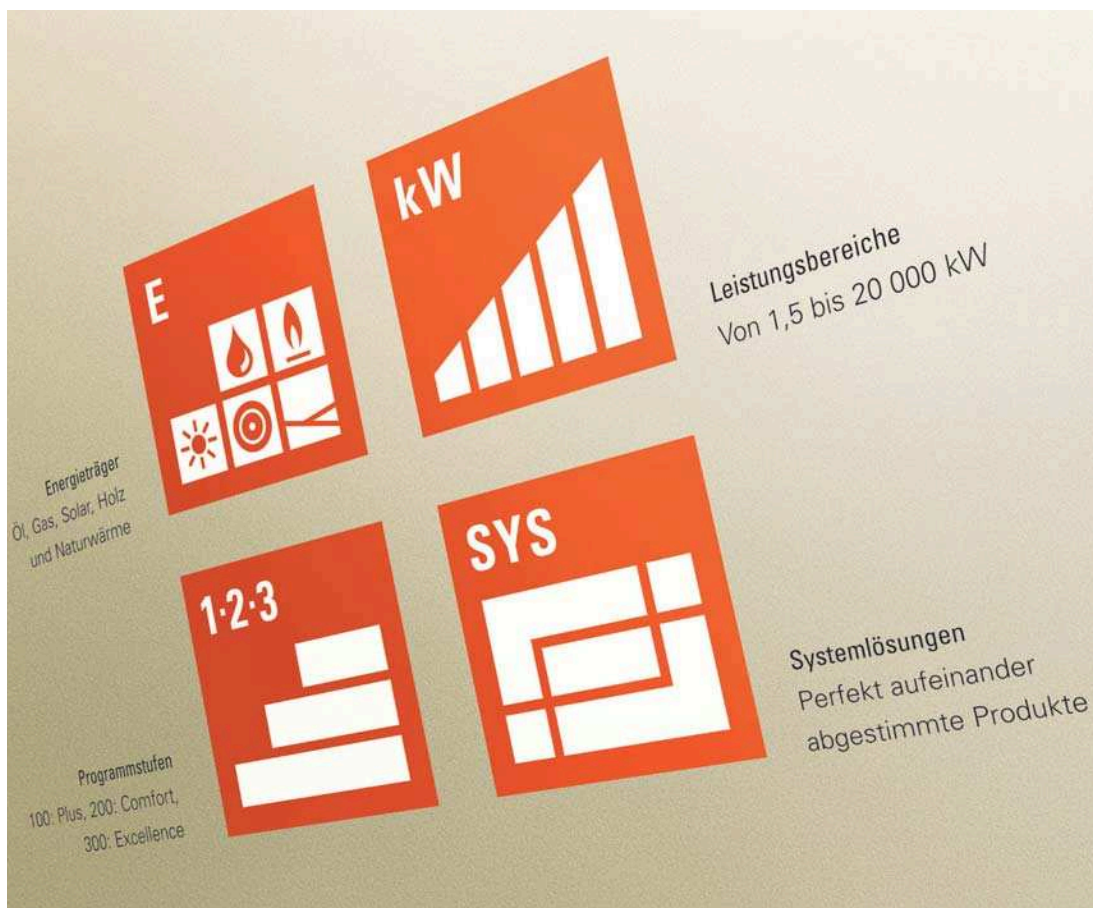 E
Energieträger
Öl, Gas, Solar, Holz
und Naturwärme
kW
Leistungsbereiche
Von 1,5 bis 20 000 kW
1·2·3
Programmstufen
100: Plus, 200: Comfort,
300: Excellence
SYS
Systemlösungen
Perfekt aufeinander
abgestimmte Produkte